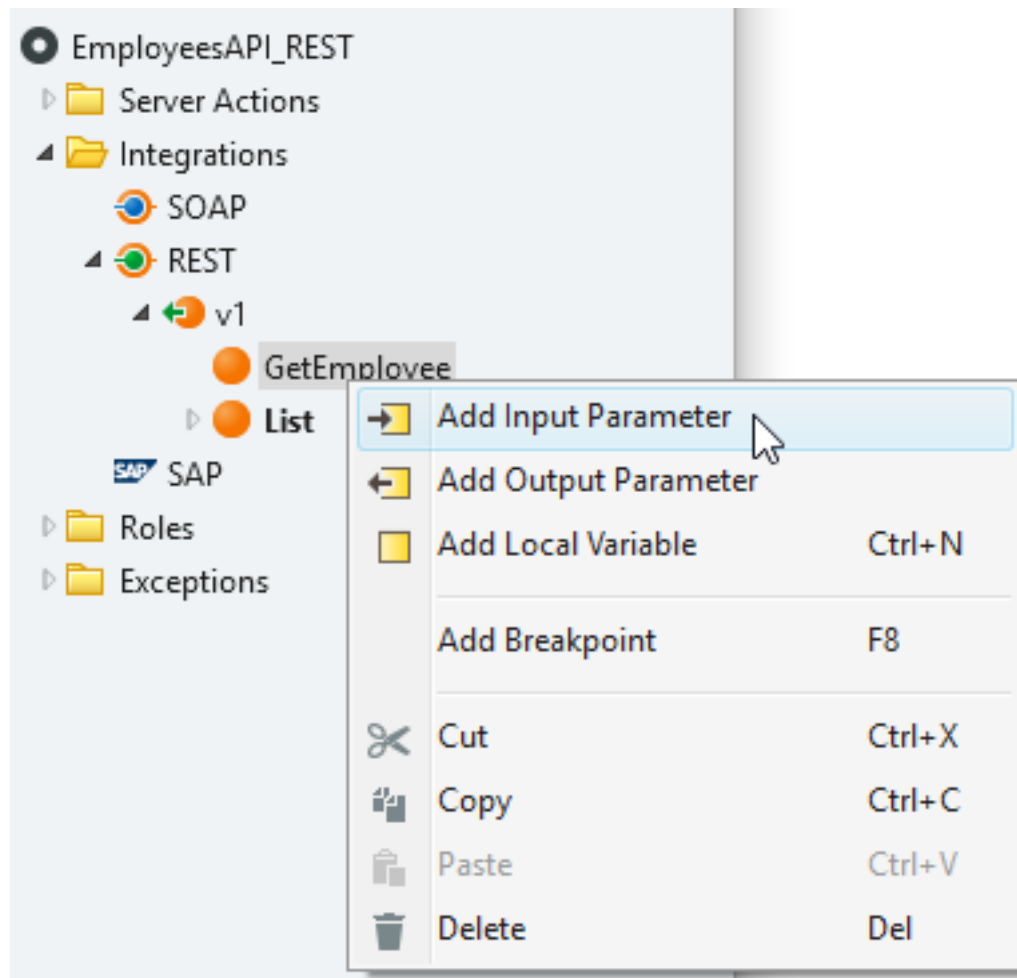 EmployeesAPI_REST
Server Actions
Integrations
SOAP
REST
v1
GetEmployee
List
SAP SAP
Roles
Exceptions
Add Input Parameter
Add Output Parameter
Add Local Variable Ctrl+N
Add Breakpoint F8
Cut Ctrl+X
Copy Ctrl+C
Paste Ctrl+V
Delete Del